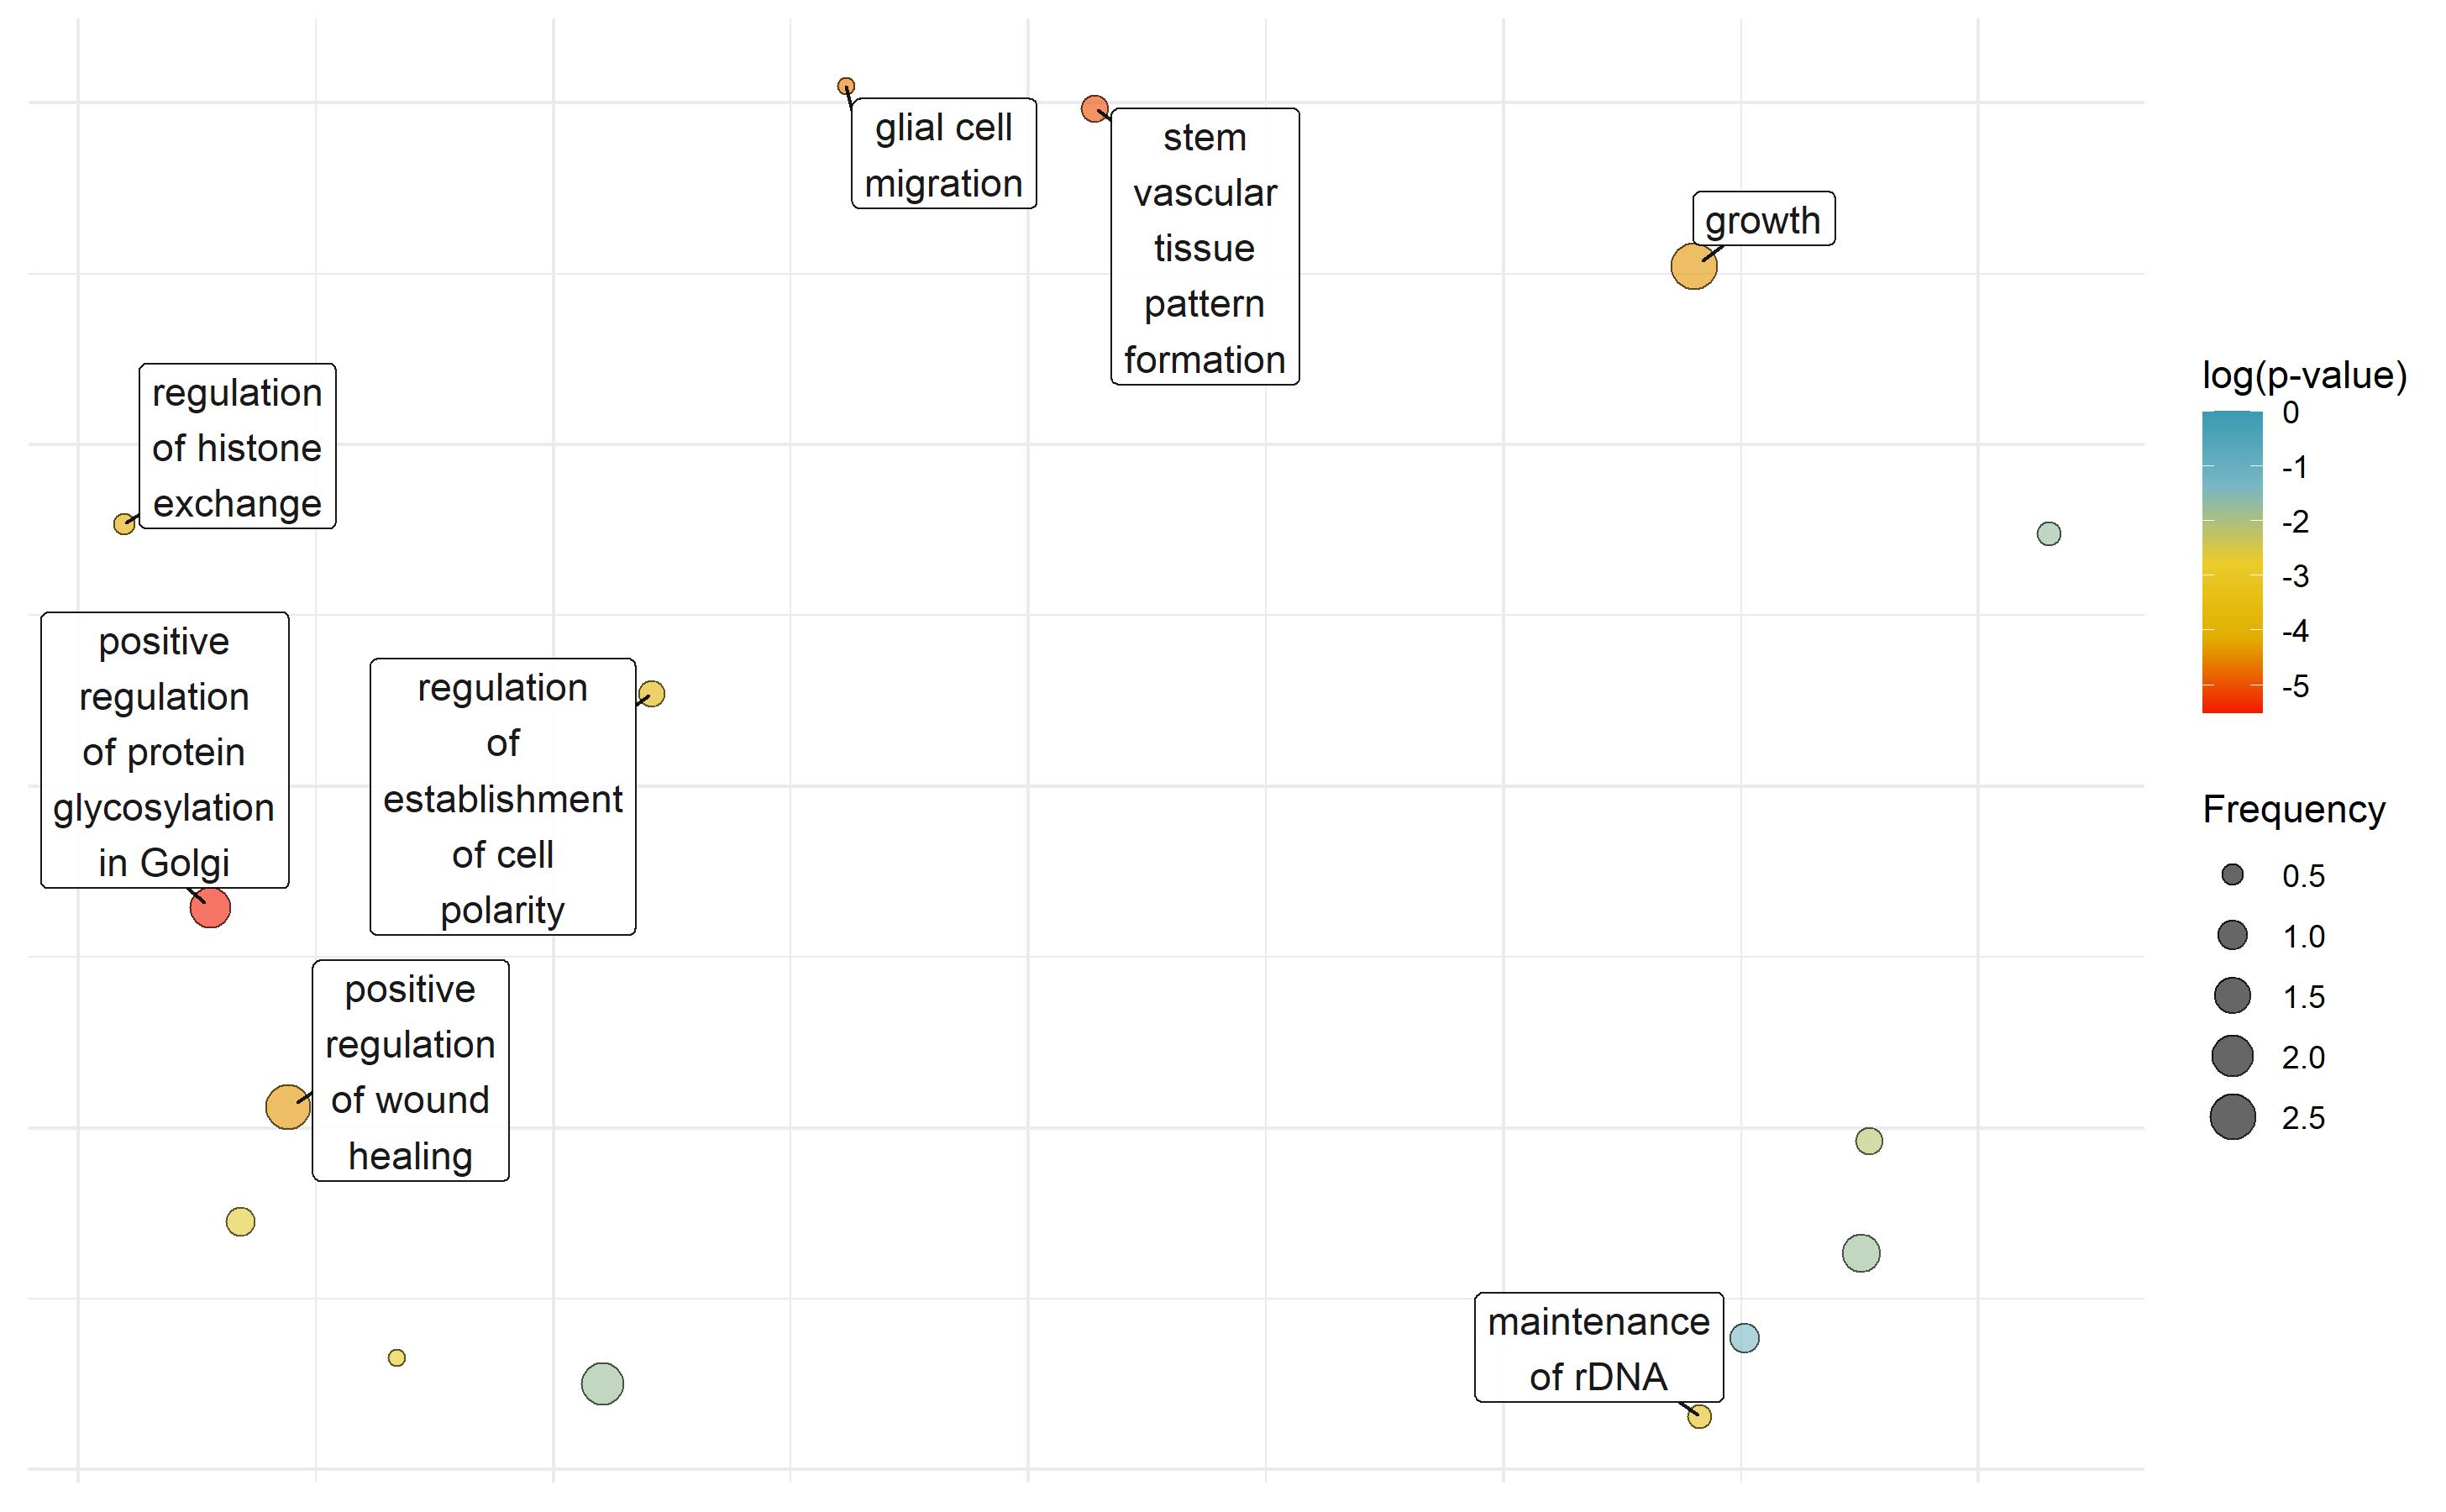 glial cell
migration
stem
vascular
tissue
pattern
formation
growth
regulation
of histone
exchange
positive
regulation
of protein
glycosylation
in Golgi
regulation
of
establishment
of cell
polarity
positive
regulation
of wound
healing
maintenance
of rDNA
log(p-value)
0
-1
-2
-3
-4
-5
Frequency
0.5
1.0
1.5
2.0
2.5